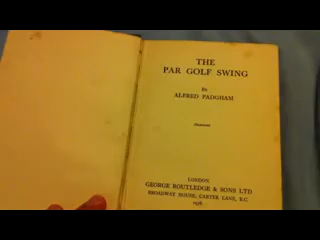 THE
PAR GOLF SWING
By
ALFRED PADGHAM
LONDON
GEORGE ROUTLEDGE & SONS LTD
BROADWAY HOUSE, CARTER LANE, E.C.